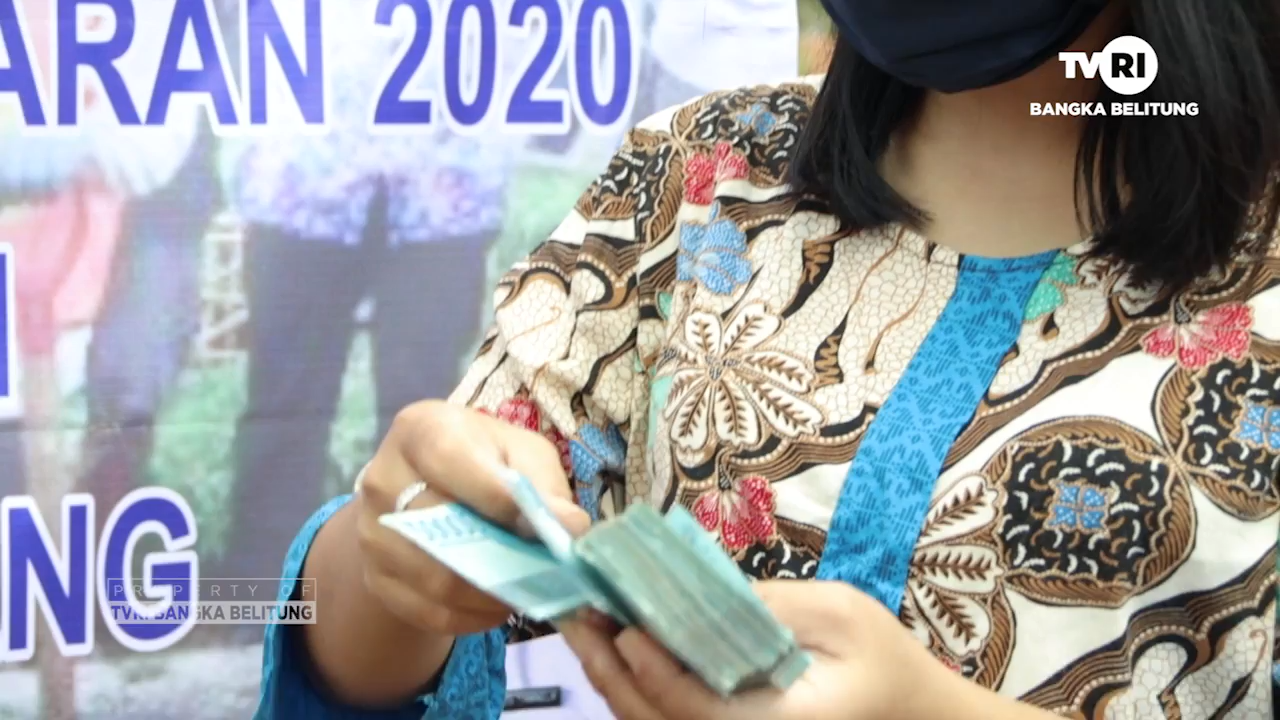 ARAN 2020
TVRI
BANGKA BELITUNG
NG
PROPERTY OF
TVRI BANGKA BELITUNG